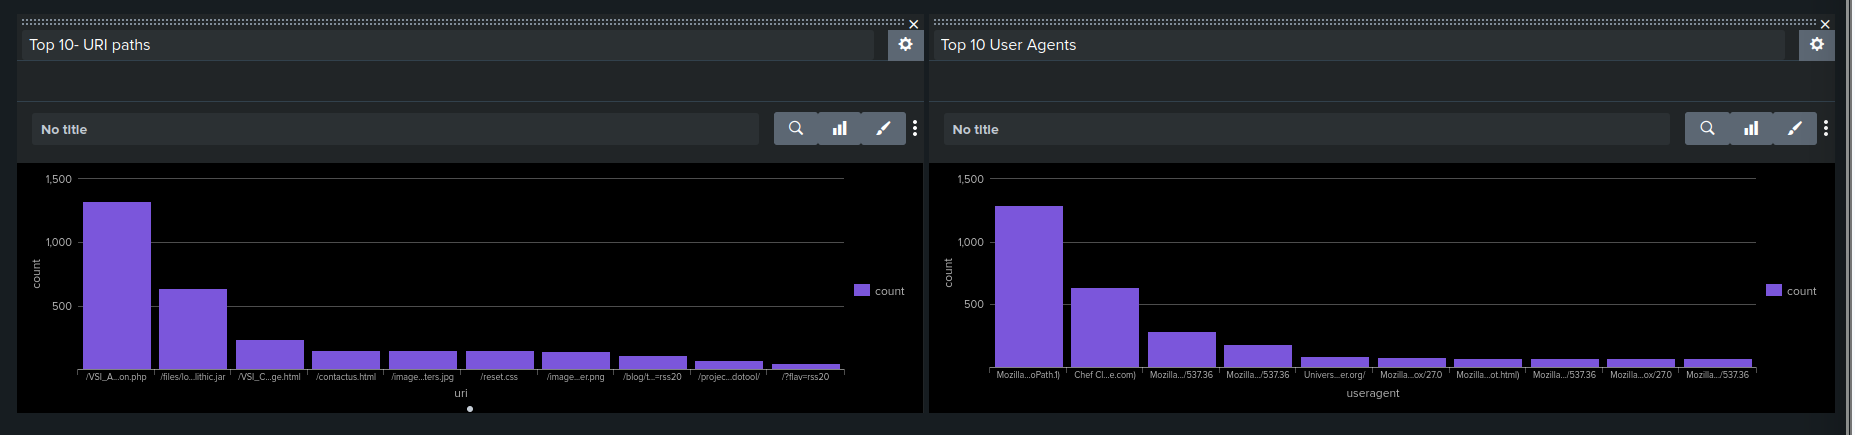 Top 10- URI paths
No title
1,500
1,000
500
count
/VSI_A...on.php /files/lo...lithic.jar /VSI_C...ge.html /contactus.html /image...ters.jpg /reset.css /image...er.png /blog/t...=rss20 /projec...dotool/ /?flav=rss20
uri
count
Top 10 User Agents
No title
1,500
1,000
500
count
Mozilla...oPath.1) Chef Cl...e.com) Mozilla.../537.36 Mozilla.../537.36 Univers...er.org/ Mozilla...ox/27.0 Mozilla...ot.html) Mozilla.../537.36 Mozilla...ox/27.0 Mozilla.../537.36
useragent
count